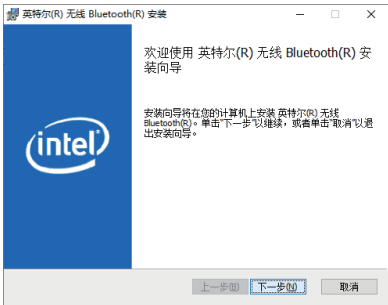 英特尔(R) 无线 Bluetooth(R) 安装
欢迎使用 英特尔(R) 无线 Bluetooth(R) 安
装向导
安装向导将在您的计算机上安装 英特尔(R) 无线
Bluetooth(R)。单击“下一步”以继续，或者单击“取消”以退
出安装向导。
intel
上一步(B) 下一步(N) 取消